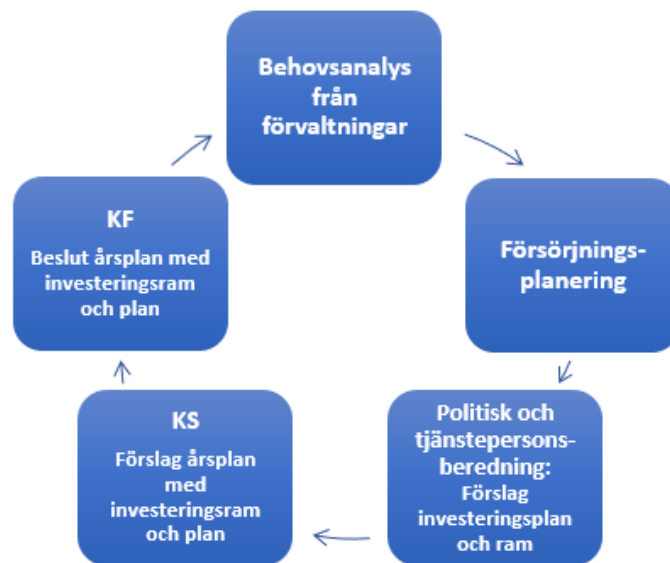 Behovsanalys
från
förvaltningar
Försörjnings-
planering
Politisk och
tjänstepersons-
beredning:
Förslag
investeringsplan
och ram
KS
Förslag årsplan
med
investeringsram
och plan
KF
Beslut årsplan med
investeringsram
och plan